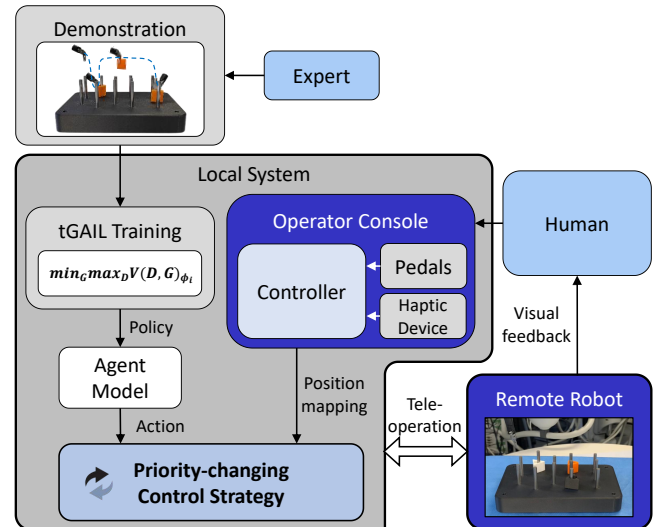 Demonstration
Expert
Local System
tGAIL Training
min_G max_D V(D, G)_{ϕ_i}
Policy
Agent
Model
Action
Operator Console
Controller
Pedals
Haptic
Device
Position
mapping
Human
Visual
feedback
Tele-
operation
Remote Robot
Priority-changing
Control Strategy